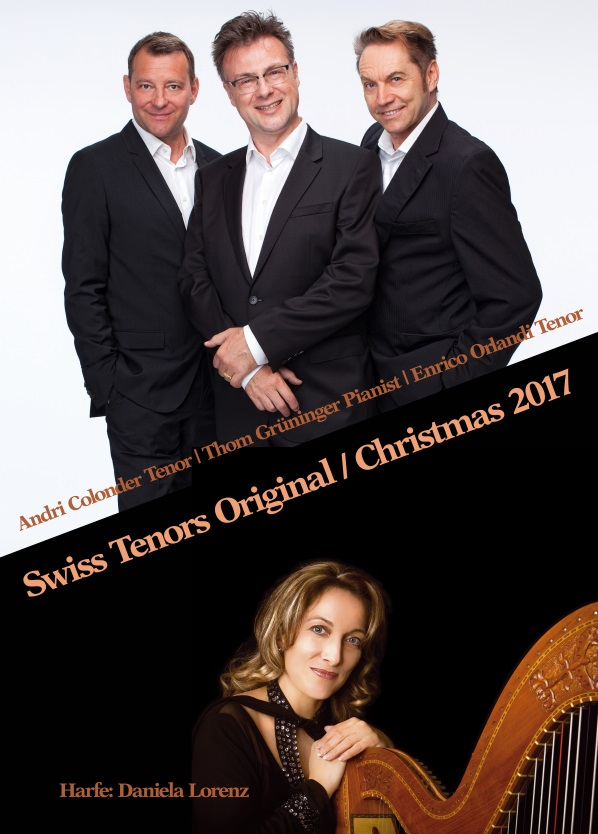 Andri Colonder Tenor | Thom Grüninger Pianist | Enrico Orlandi Tenor
Swiss Tenors Original / Christmas 2017
Harfe: Daniela Lorenz